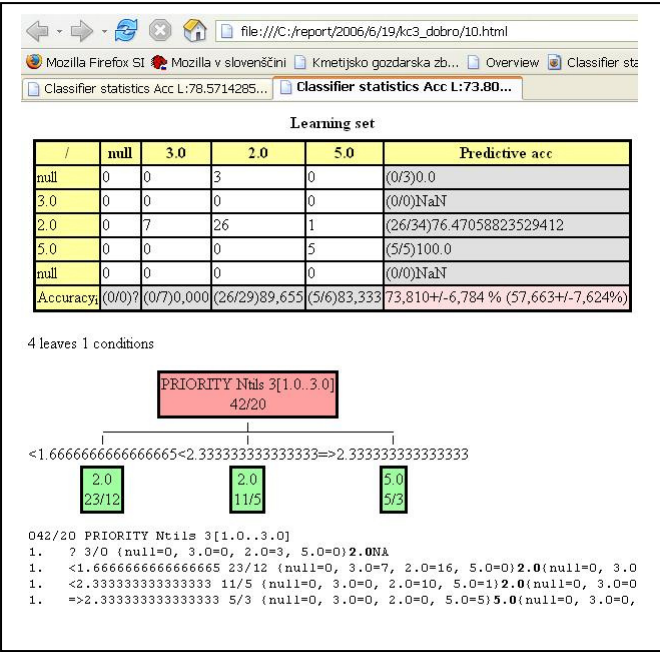 file:///C:/report/2006/6/19/kc3_dobro/10.html
Mozilla Firefox SI Mozilla v slovenščini Kmetijsko gozdarska zb... Overview Classifier sta
Classifier statistics Acc L:78.5714285... Classifier statistics Acc L:73.80...
Learning set
/ null 3.0 2.0 5.0 Predictive acc
null 0 0 3 0 (0/3)0.0
3.0 0 0 0 0 (0/0)NaN
2.0 0 7 26 1 (26/34)76.47058823529412
5.0 0 0 0 5 (5/5)100.0
null 0 0 0 0 (0/0)NaN
Accuracy¡ (0/0)? (0/7)0,000 (26/29)89,655 (5/6)83,333 73,810+/-6,784 % (57,663+/-7,624%)
4 leaves 1 conditions
PRIORITY Ntils 3[1.0..3.0]
42/20
<1.6666666666666665<2.333333333333333=>2.333333333333333
2.0 2.0 5.0
23/12 11/5 5/3
042/20 PRIORITY Ntils 3[1.0..3.0]
1. ? 3/0 (null=0, 3.0=0, 2.0=3, 5.0=0)2.0NA
1. <1.6666666666666665 23/12 (null=0, 3.0=7, 2.0=16, 5.0=0)2.0(null=0, 3.0
1. <2.333333333333333 11/5 (null=0, 3.0=0, 2.0=10, 5.0=1)2.0(null=0, 3.0=0
1. =>2.333333333333333 5/3 (null=0, 3.0=0, 2.0=0, 5.0=5)5.0(null=0, 3.0=0,